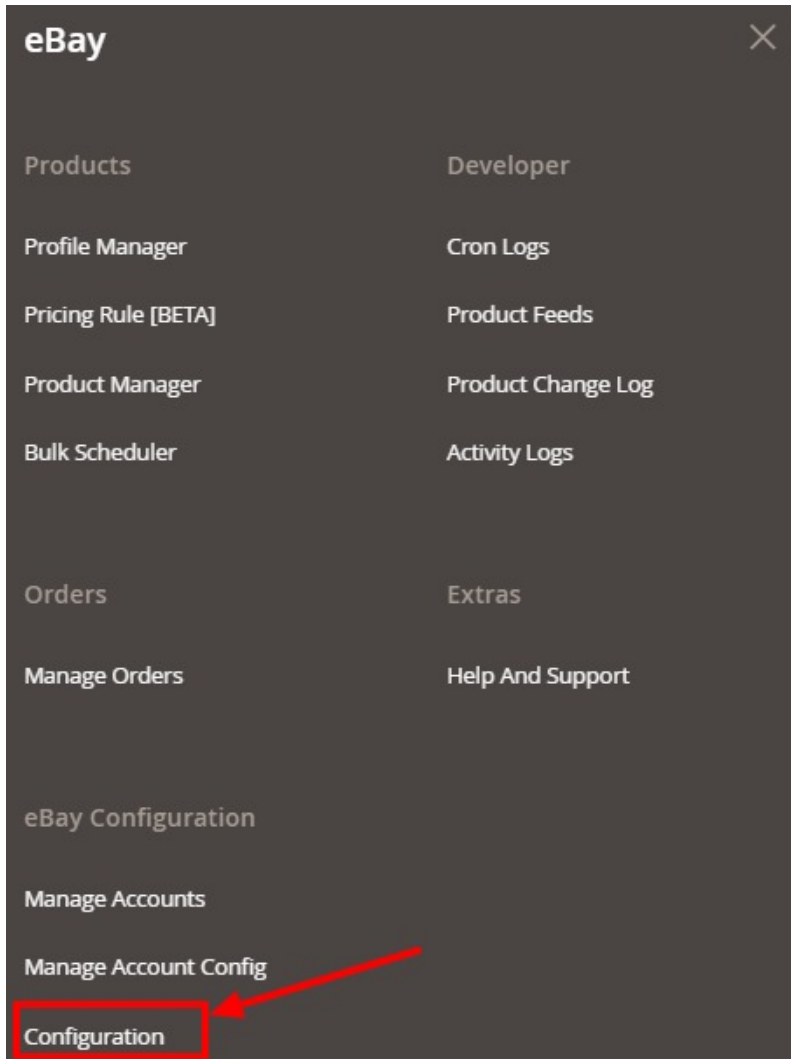 eBay
Products
Profile Manager
Pricing Rule [BETA]
Product Manager
Bulk Scheduler
Developer
Cron Logs
Product Feeds
Product Change Log
Activity Logs
Orders
Manage Orders
Extras
Help And Support
eBay Configuration
Manage Accounts
Manage Account Config
Configuration